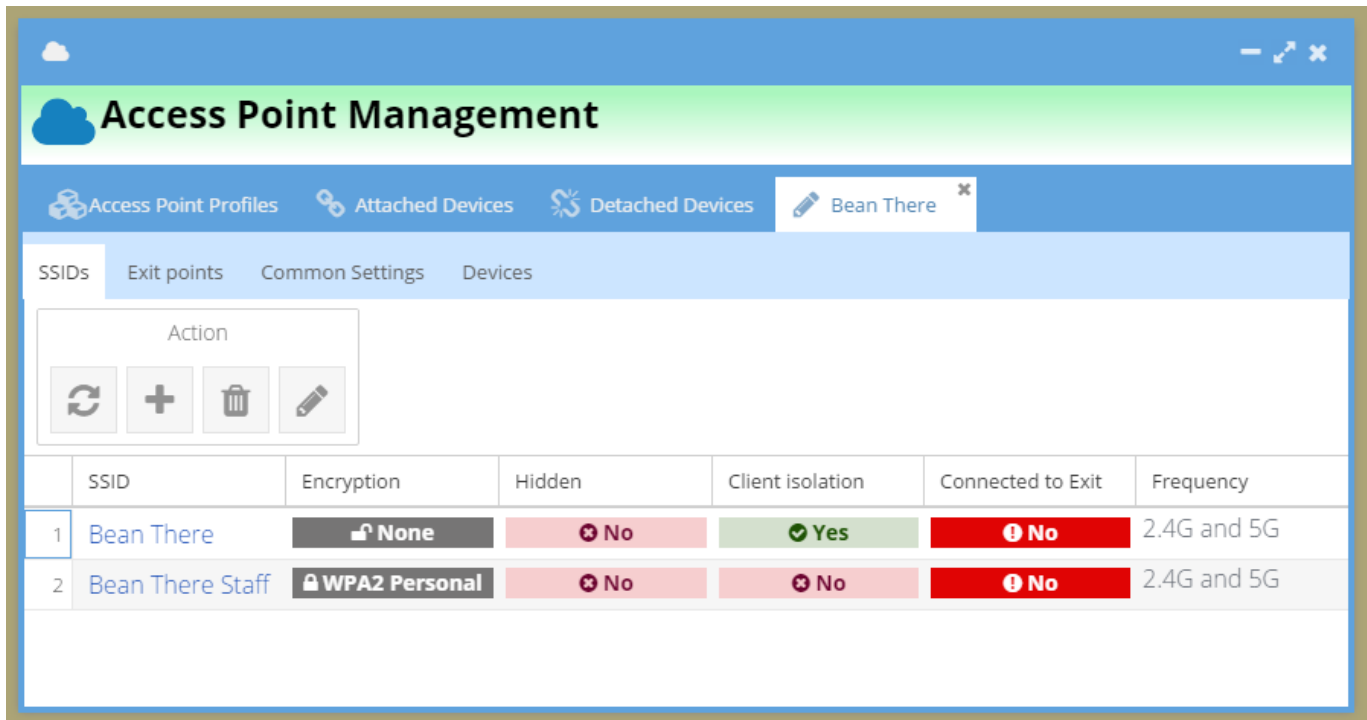 Access Point Management
Access Point Profiles Attached Devices Detached Devices Bean There
SSIDs Exit points Common Settings Devices
Action
SSID Encryption Hidden Client isolation Connected to Exit Frequency
1 Bean There None No Yes No 2.4G and 5G
2 Bean There Staff WPA2 Personal No No No 2.4G and 5G